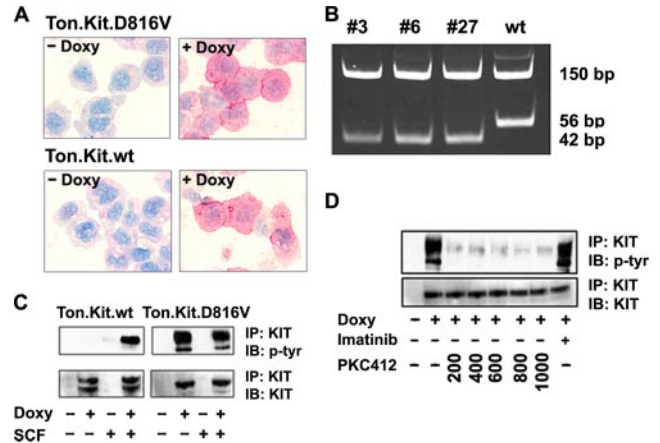 A
Ton.Kit.D816V
– Doxy
+ Doxy
Ton.Kit.wt
– Doxy
+ Doxy
B
#3 #6 #27 wt
150 bp
56 bp
42 bp
C
Ton.Kit.wt Ton.Kit.D816V
IP: KIT
IB: p-tyr
IP: KIT
IB: KIT
Doxy – + – + – + – +
SCF – – + + – – + +
D
IP: KIT
IB: p-tyr
IP: KIT
IB: KIT
Doxy – + + + + + + +
Imatinib +
PKC412 – – 200 400 600 800 1000 –